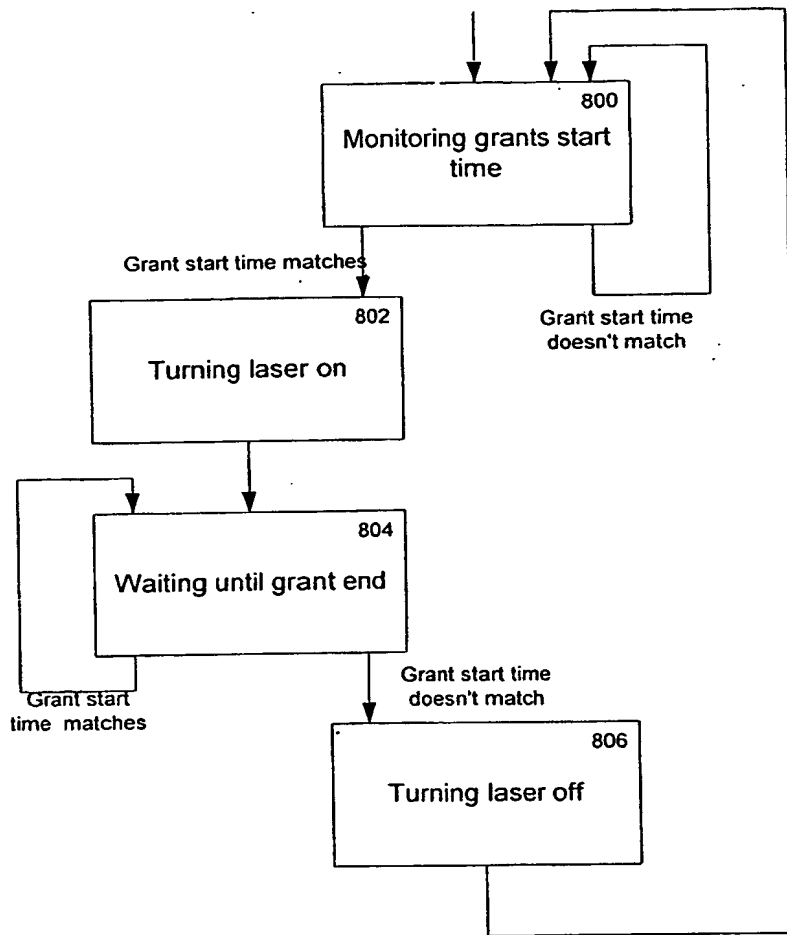 800
Monitoring grants start
time
Grant start time matches
Grant start time
doesn't match
802
Turning laser on
804
Waiting until grant end
Grant start time
doesn't match
Grant start
time matches
806
Turning laser off